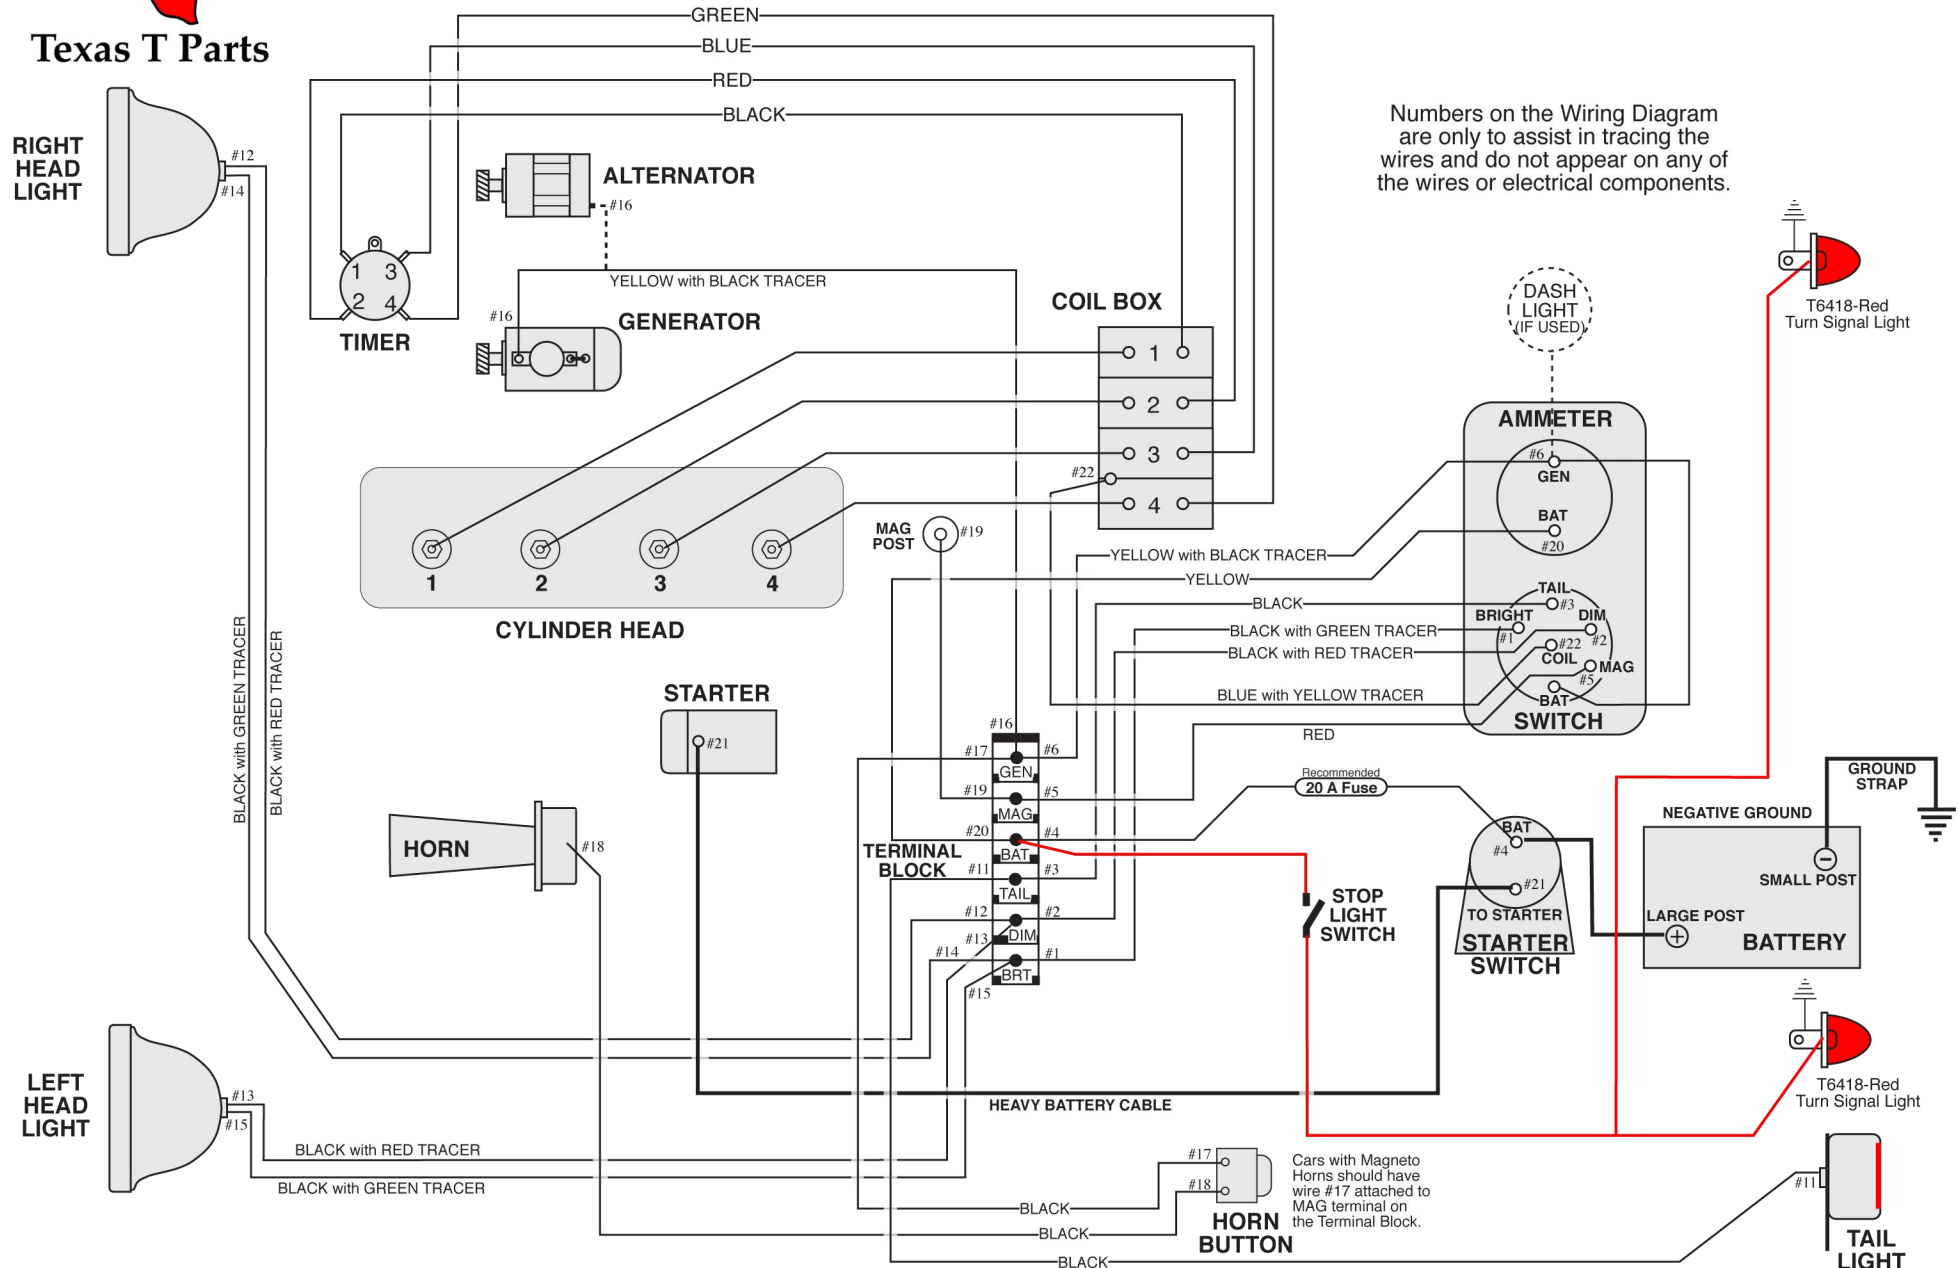 Texas T Parts
GREEN
BLUE
RED
BLACK
Numbers on the Wiring Diagram
are only to assist in tracing the
wires and do not appear on any of
the wires or electrical components.
RIGHT
HEAD
LIGHT
#12
#14
ALTERNATOR
#16
YELLOW with BLACK TRACER
#16
GENERATOR
1 3
2 4
TIMER
COIL BOX
1
2
3
4
#22
DASH
LIGHT
(IF USED)
T6418-Red
Turn Signal Light
AMMETER
#6
GEN
BAT
#20
TAIL
#3
BRIGHT
#1
DIM
#2
#22
COIL
MAG
#5
BAT
SWITCH
MAG
POST
#19
1
2
3
4
CYLINDER HEAD
YELLOW with BLACK TRACER
YELLOW
BLACK
BLACK with GREEN TRACER
BLACK with RED TRACER
BLUE with YELLOW TRACER
RED
BLACK with GREEN TRACER
BLACK with RED TRACER
STARTER
#21
HORN
#18
TERMINAL
BLOCK
#16
#17
#6
GEN
#19
#5
MAG
#20
#4
BAT
#11
#3
TAIL
#12
#2
#13
DIM
#14
#1
BRT
#15
Recommended
20 A Fuse
STOP
LIGHT
SWITCH
BAT
#4
#21
TO STARTER
STARTER
SWITCH
GROUND
STRAP
NEGATIVE GROUND
SMALL POST
LARGE POST
BATTERY
T6418-Red
Turn Signal Light
LEFT
HEAD
LIGHT
#13
#15
BLACK with RED TRACER
BLACK with GREEN TRACER
HEAVY BATTERY CABLE
#17
#18
HORN
BUTTON
Cars with Magneto
Horns should have
wire #17 attached to
MAG terminal on
the Terminal Block.
BLACK
BLACK
BLACK
#11
TAIL
LIGHT